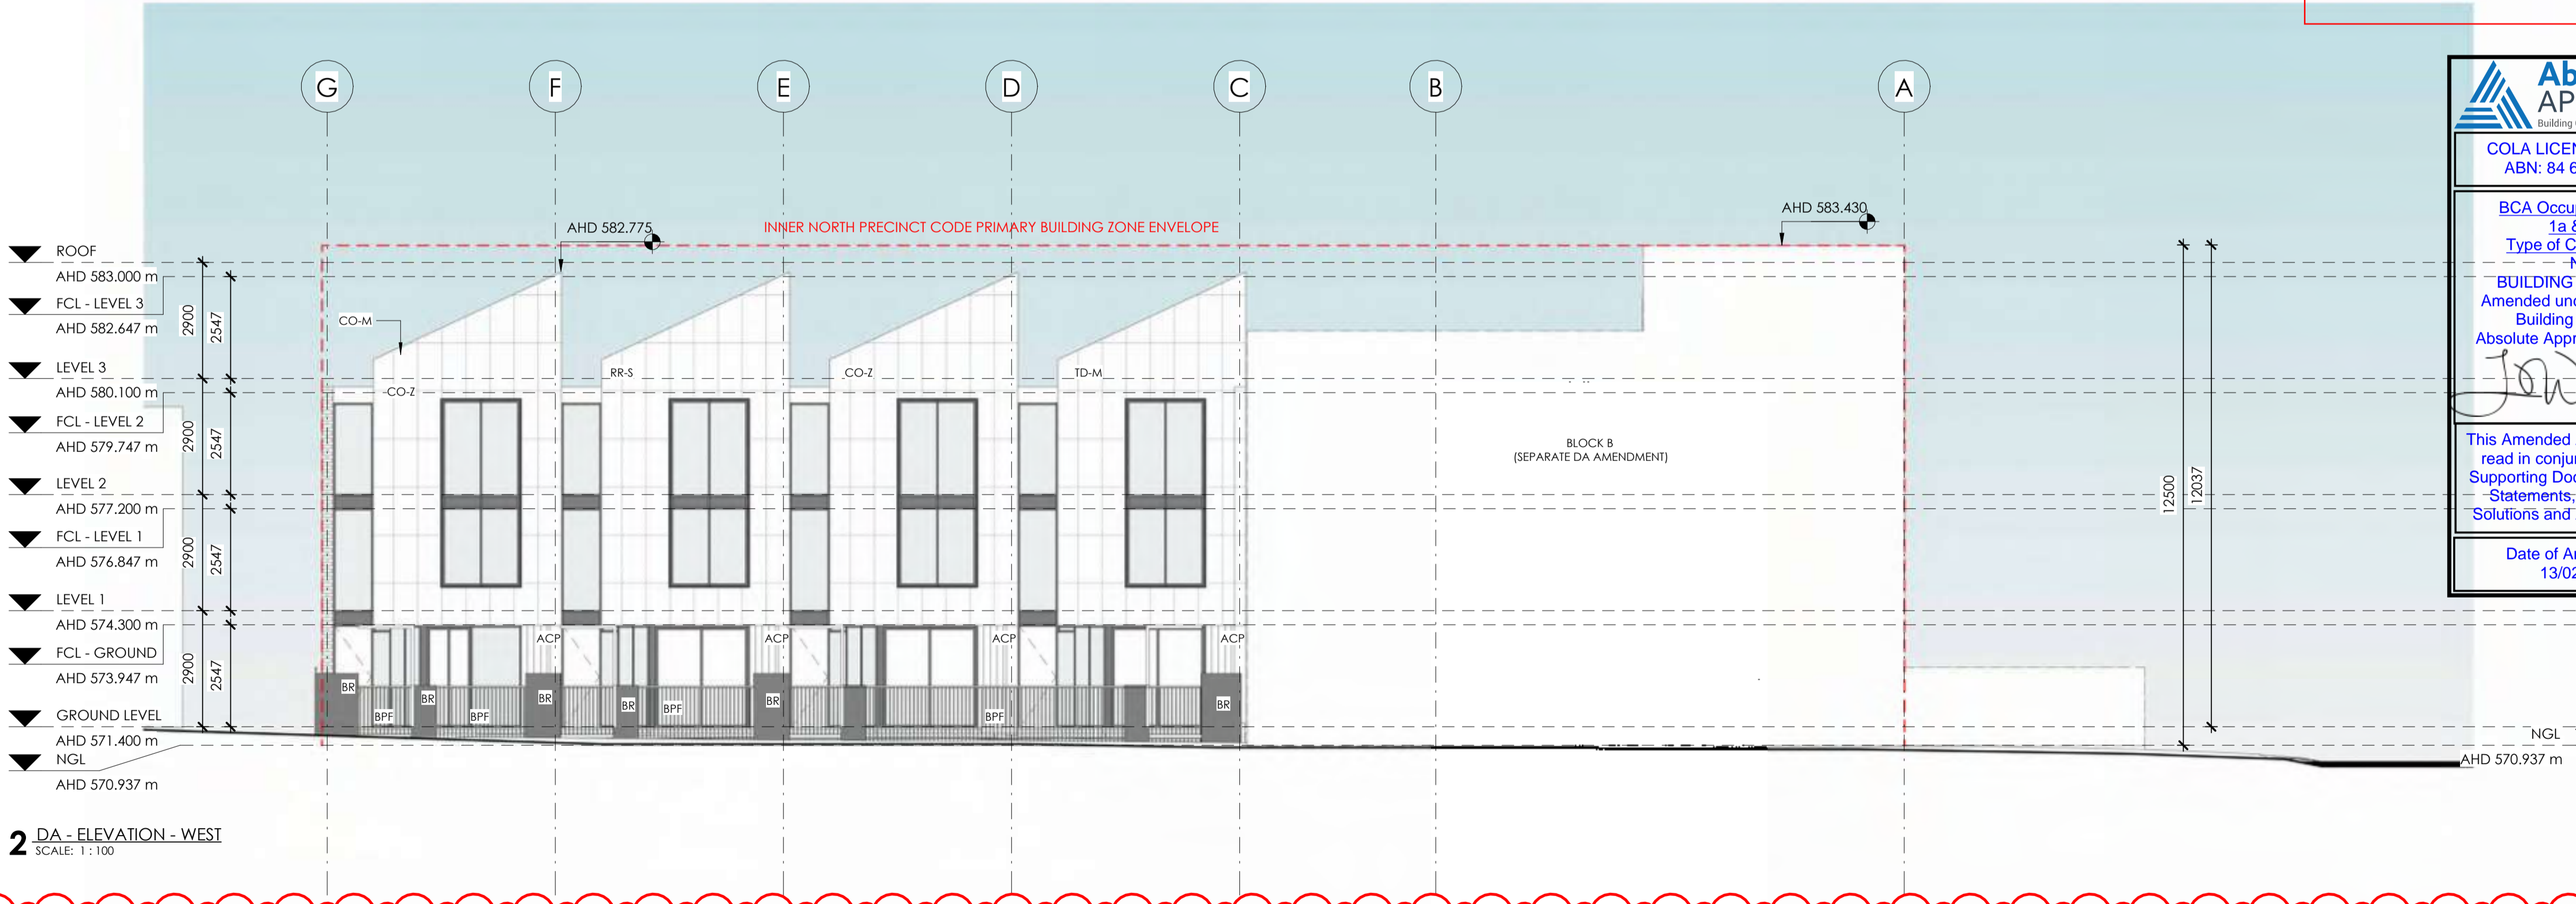 G
F
E
D
C
B
A
AHD 582.775
INNER NORTH PRECINCT CODE PRIMARY BUILDING ZONE ENVELOPE
AHD 583.430
ROOF
AHD 583.000 m
FCL - LEVEL 3
AHD 582.647 m
LEVEL 3
AHD 580.100 m
FCL - LEVEL 2
AHD 579.747 m
LEVEL 2
AHD 577.200 m
FCL - LEVEL 1
AHD 576.847 m
LEVEL 1
AHD 574.300 m
FCL - GROUND
AHD 573.947 m
GROUND LEVEL
AHD 571.400 m
NGL
AHD 570.937 m
2900
2547
2900
2547
2900
2547
2900
2547
CO-M
CO-Z
RR-S
CO-Z
TD-M
ACP
ACP
ACP
ACP
BR
BR
BR
BR
BR
BR
BPF
BPF
BPF
BPF
BLOCK B
(SEPARATE DA AMENDMENT)
12500
12037
NGL
AHD 570.937 m
Ab
AP
Building
COLA LICEN
ABN: 84 6
BCA Occu
1a &
Type of C
N
BUILDING
Amended un
Building
Absolute Appr
This Amended
read in conju
Supporting Do
Statements,
Solutions and
Date of A
13/02
2 DA - ELEVATION - WEST
SCALE: 1 : 100